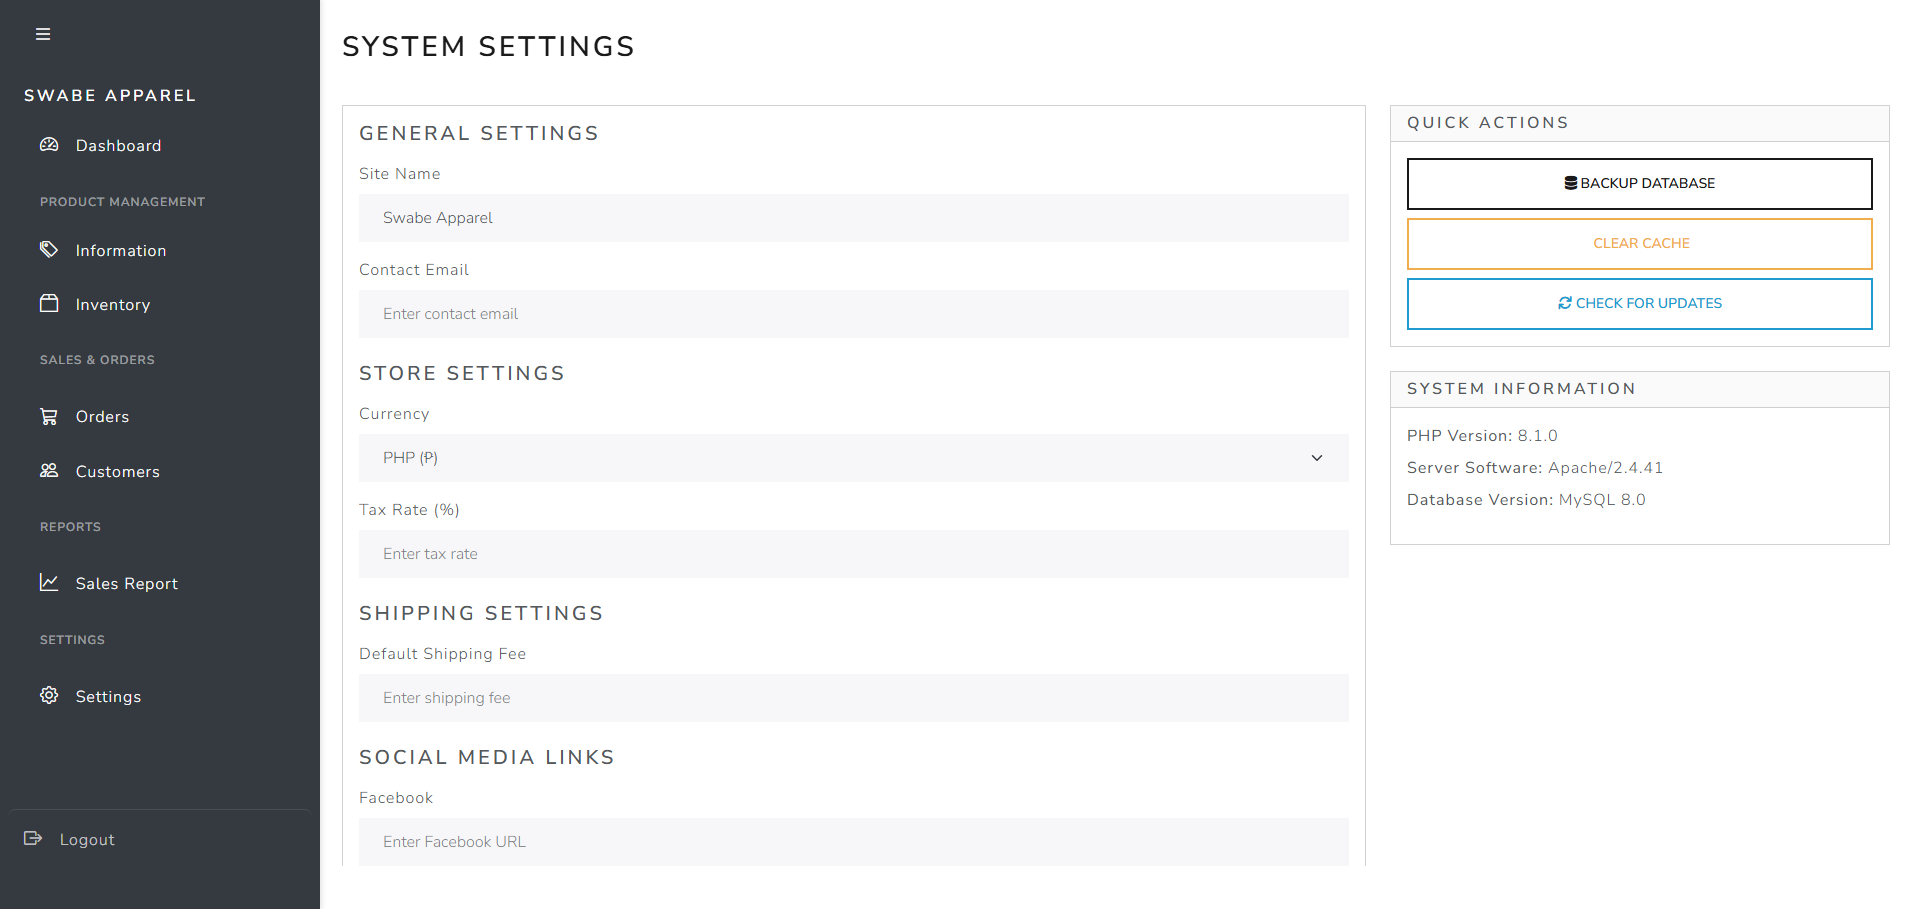 SWABE APPAREL
Dashboard
PRODUCT MANAGEMENT
Information
Inventory
SALES & ORDERS
Orders
Customers
REPORTS
Sales Report
SETTINGS
Settings
Logout
SYSTEM SETTINGS
GENERAL SETTINGS
Site Name
Swabe Apparel
Contact Email
Enter contact email
STORE SETTINGS
Currency
PHP (₱)
Tax Rate (%)
Enter tax rate
SHIPPING SETTINGS
Default Shipping Fee
Enter shipping fee
SOCIAL MEDIA LINKS
Facebook
Enter Facebook URL
QUICK ACTIONS
BACKUP DATABASE
CLEAR CACHE
CHECK FOR UPDATES
SYSTEM INFORMATION
PHP Version: 8.1.0
Server Software: Apache/2.4.41
Database Version: MySQL 8.0